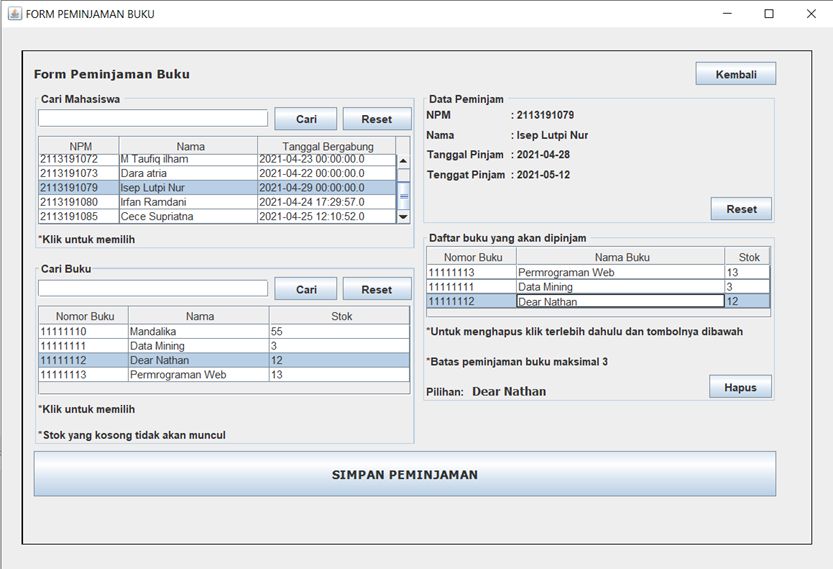 FORM PEMINJAMAN BUKU
Form Peminjaman Buku
Kembali
Cari Mahasiswa
Cari Reset
NPM Nama Tanggal Bergabung
2113191072 M Taufiq ilham 2021-04-23 00:00:00.0
2113191073 Dara atria 2021-04-22 00:00:00.0
2113191079 Isep Lutpi Nur 2021-04-29 00:00:00.0
2113191080 Irfan Ramdani 2021-04-24 17:29:57.0
2113191085 Cece Supriatna 2021-04-25 12:10:52.0
*Klik untuk memilih
Cari Buku
Cari Reset
Nomor Buku Nama Stok
11111110 Mandalika 55
11111111 Data Mining 3
11111112 Dear Nathan 12
11111113 Permrograman Web 13
*Klik untuk memilih
*Stok yang kosong tidak akan muncul
Data Peminjam
NPM : 2113191079
Nama : Isep Lutpi Nur
Tanggal Pinjam : 2021-04-28
Tenggat Pinjam : 2021-05-12
Reset
Daftar buku yang akan dipinjam
Nomor Buku Nama Buku Stok
11111113 Permrograman Web 13
11111111 Data Mining 3
11111112 Dear Nathan 12
*Untuk menghapus klik terlebih dahulu dan tombolnya dibawah
*Batas peminjaman buku maksimal 3
Pilihan: Dear Nathan
Hapus
SIMPAN PEMINJAMAN